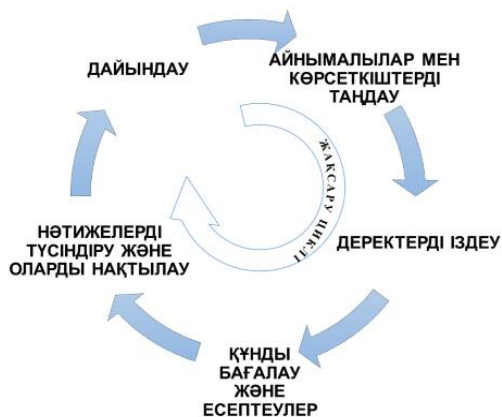 ДАЙЫНДАУ
АЙНЫМАЛЫЛАР МЕН
КӨРСЕТКІШТЕРДІ
ТАҢДАУ
ДЕРЕКТЕРДІ ІЗДЕУ
ҚҰНДЫ
БАҒАЛАУ
ЖӘНЕ
ЕСЕПТЕУЛЕР
НӘТИЖЕЛЕРДІ
ТҮСІНДІРУ ЖӘНЕ
ОЛАРДЫ НАҚТЫЛАУ
ЖАҚСАРУ ЦИКЛІ